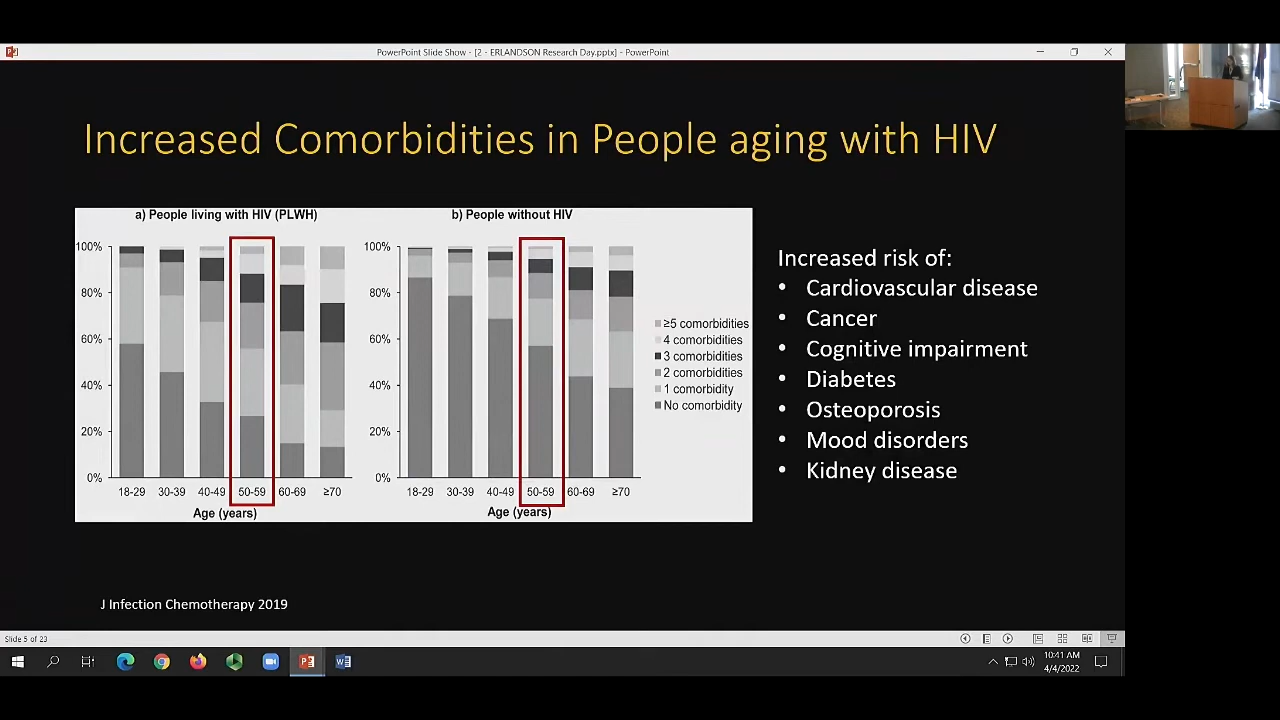 PowerPoint Slide Show - [2 - ERLANDSON Research Day.pptx] - PowerPoint
Increased Comorbidities in People aging with HIV
a) People living with HIV (PLWH)
b) People without HIV
100%
80%
60%
40%
20%
0%
18-29 30-39 40-49 50-59 60-69 ≥70
Age (years)
100%
80%
60%
40%
20%
0%
18-29 30-39 40-49 50-59 60-69 ≥70
Age (years)
≥5 comorbidities
4 comorbidities
3 comorbidities
2 comorbidities
1 comorbidity
No comorbidity
Increased risk of:
• Cardiovascular disease
• Cancer
• Cognitive impairment
• Diabetes
• Osteoporosis
• Mood disorders
• Kidney disease
J Infection Chemotherapy 2019
Slide 5 of 23
10:41 AM
4/4/2022